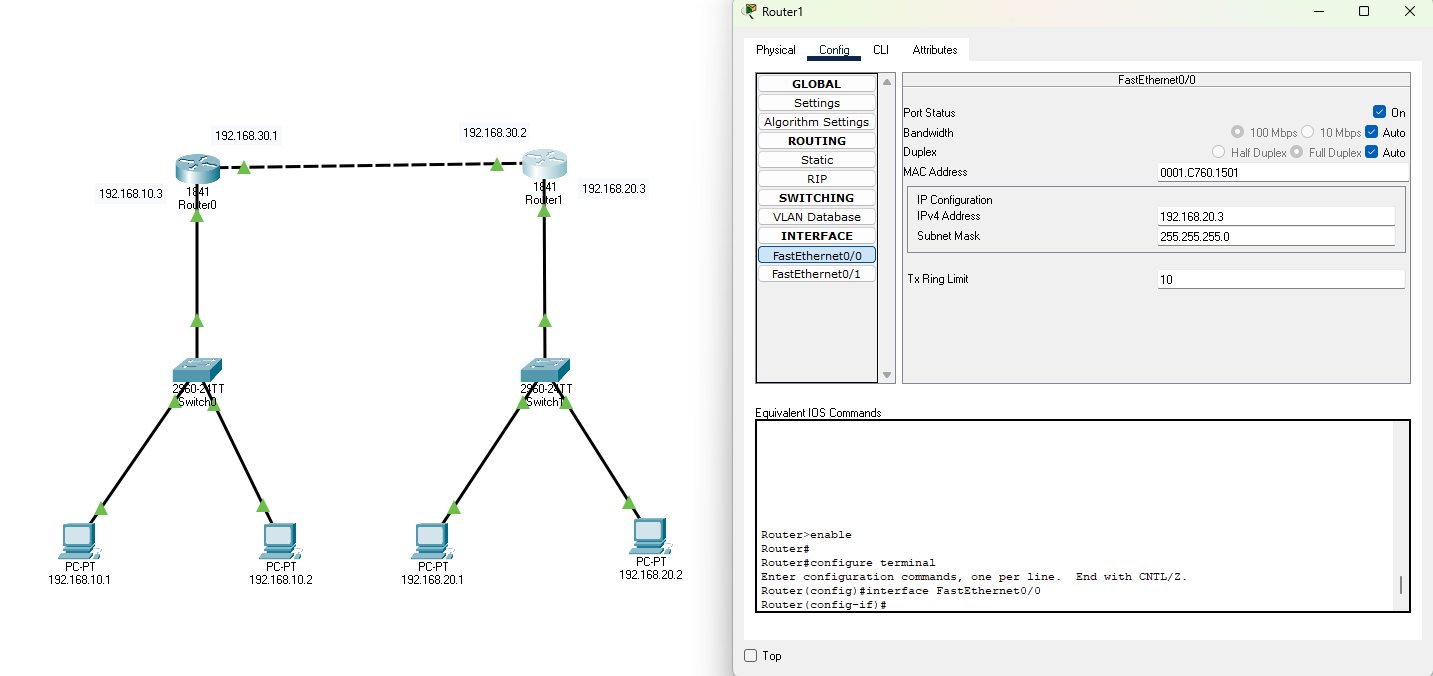 192.168.30.1
192.168.30.2
192.168.10.3
1841
Router0
1841
Router1
192.168.20.3
2960-24TT
Switch0
2960-24TT
Switch1
PC-PT
192.168.10.1
PC-PT
192.168.10.2
PC-PT
192.168.20.1
PC-PT
192.168.20.2
Router1
Physical Config CLI Attributes
GLOBAL
Settings
Algorithm Settings
ROUTING
Static
RIP
SWITCHING
VLAN Database
INTERFACE
FastEthernet0/0
FastEthernet0/1
FastEthernet0/0
Port Status On
Bandwidth 100 Mbps 10 Mbps Auto
Duplex Half Duplex Full Duplex Auto
MAC Address 0001.C760.1501
IP Configuration
IPv4 Address 192.168.20.3
Subnet Mask 255.255.255.0
Tx Ring Limit 10
Equivalent IOS Commands
Router>enable
Router#
Router#configure terminal
Enter configuration commands, one per line.  End with CNTL/Z.
Router(config)#interface FastEthernet0/0
Router(config-if)#
Top